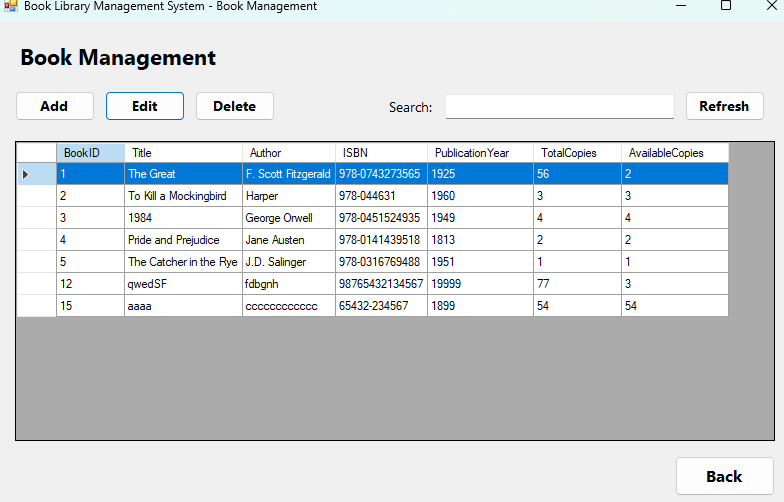 Book Library Management System - Book Management
Book Management
Add Edit Delete Search: Refresh
BookID Title Author ISBN PublicationYear TotalCopies AvailableCopies
1 The Great F. Scott Fitzgerald 978-0743273565 1925 56 2
2 To Kill a Mockingbird Harper 978-044631 1960 3 3
3 1984 George Orwell 978-0451524935 1949 4 4
4 Pride and Prejudice Jane Austen 978-0141439518 1813 2 2
5 The Catcher in the Rye J.D. Salinger 978-0316769488 1951 1 1
12 qwedSF fdbgnh 98765432134567 19999 77 3
15 aaaa cccccccccccc 65432-234567 1899 54 54
Back